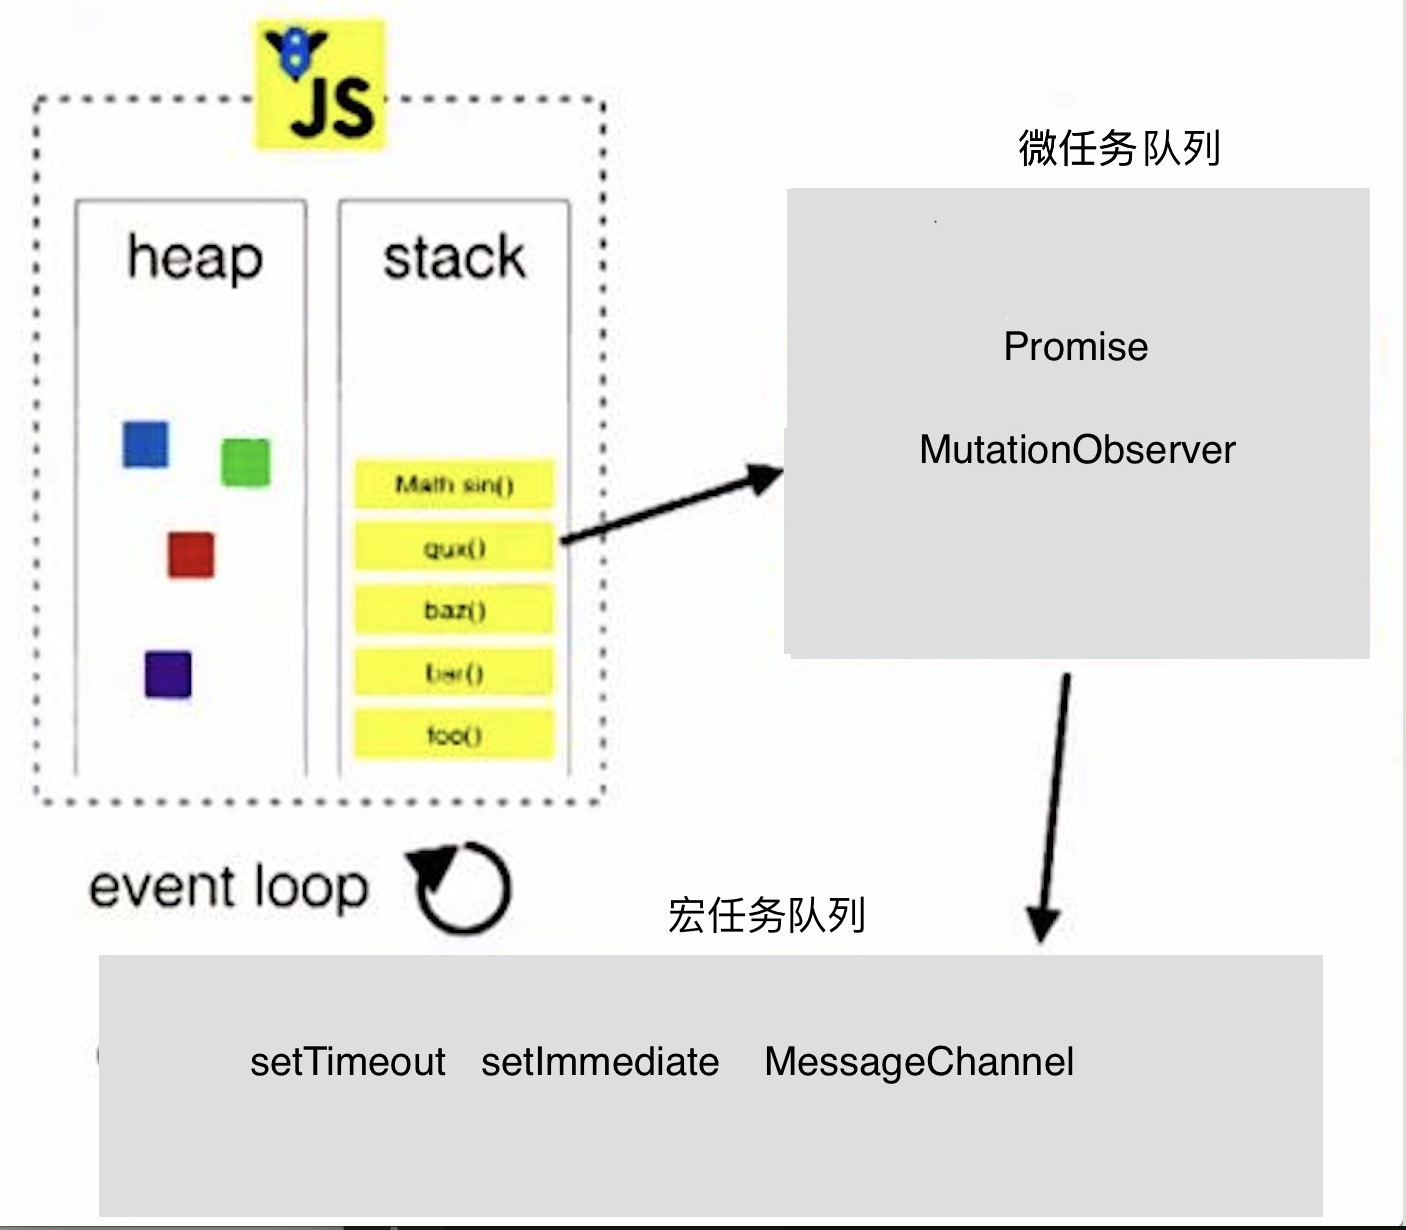 JS
heap
stack
Math sin()
qux()
baz()
bar()
foo()
event loop
微任务队列
Promise
MutationObserver
宏任务队列
setTimeout setImmediate MessageChannel